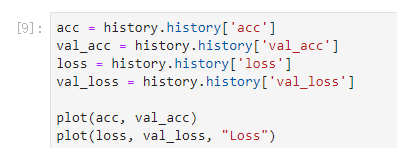 [9]:
acc = history.history['acc']
val_acc = history.history['val_acc']
loss = history.history['loss']
val_loss = history.history['val_loss']
plot(acc, val_acc)
plot(loss, val_loss, "Loss")